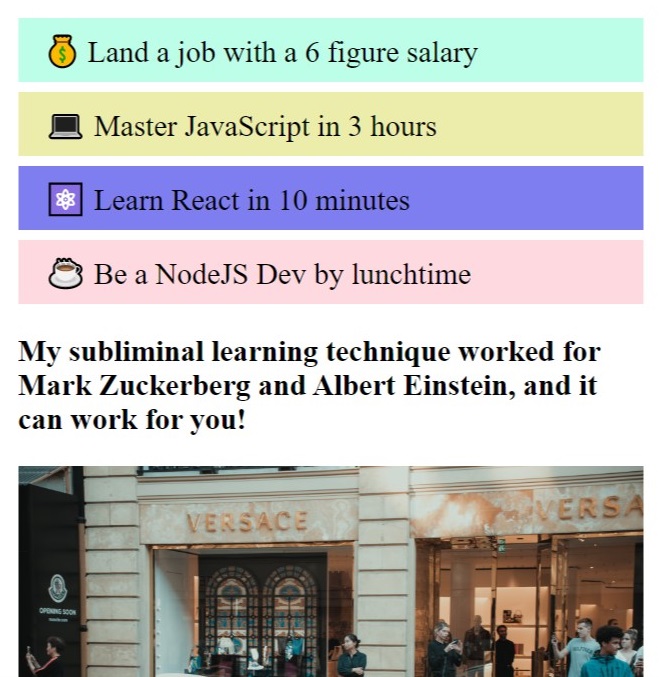 Land a job with a 6 figure salary
Master JavaScript in 3 hours
Learn React in 10 minutes
Be a NodeJS Dev by lunchtime
My subliminal learning technique worked for
Mark Zuckerberg and Albert Einstein, and it
can work for you!
VERSACE
VERSA
OPENING SOON